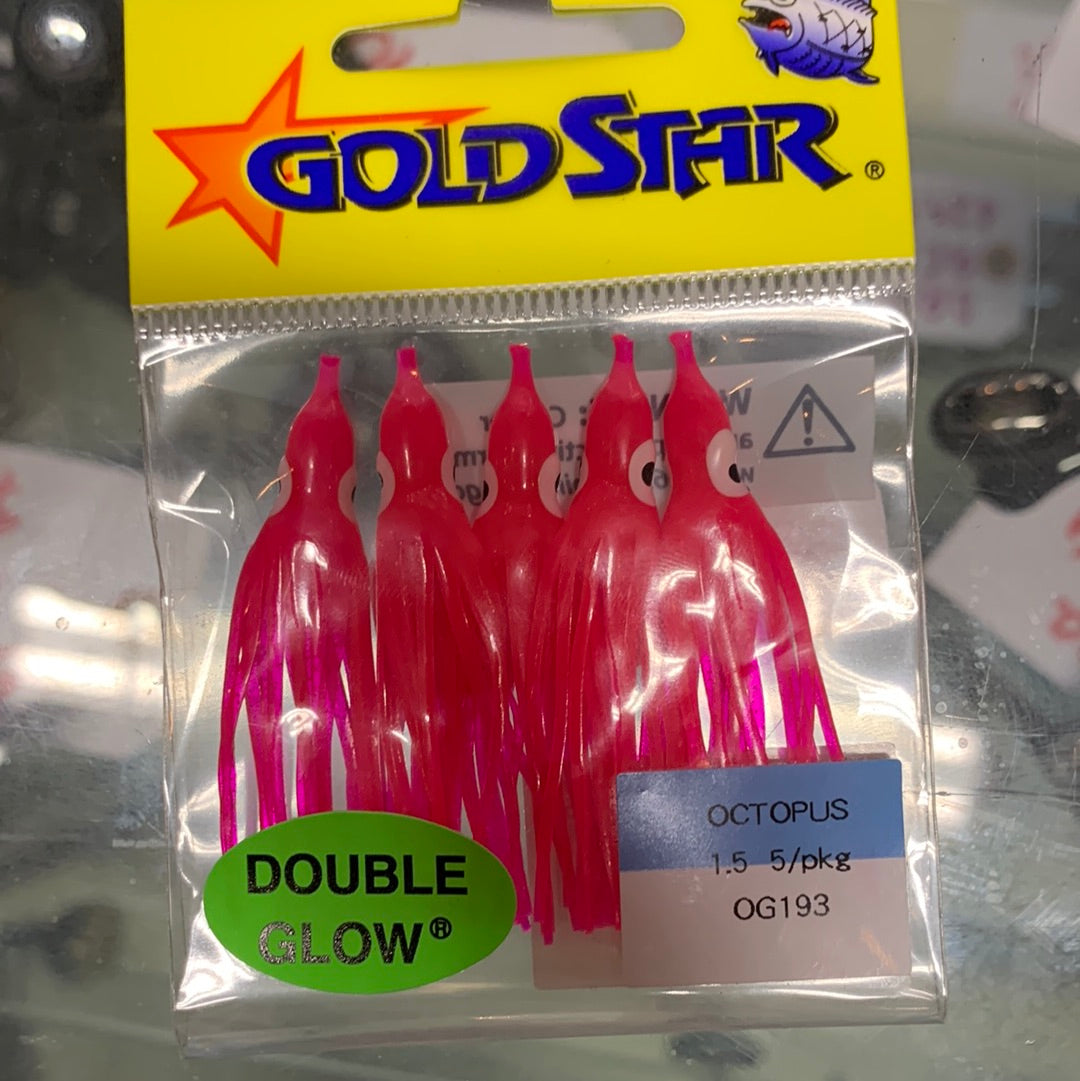 GOLDSTAR®
DOUBLE
GLOW®
OCTOPUS
1.5 5/pkg
OG193